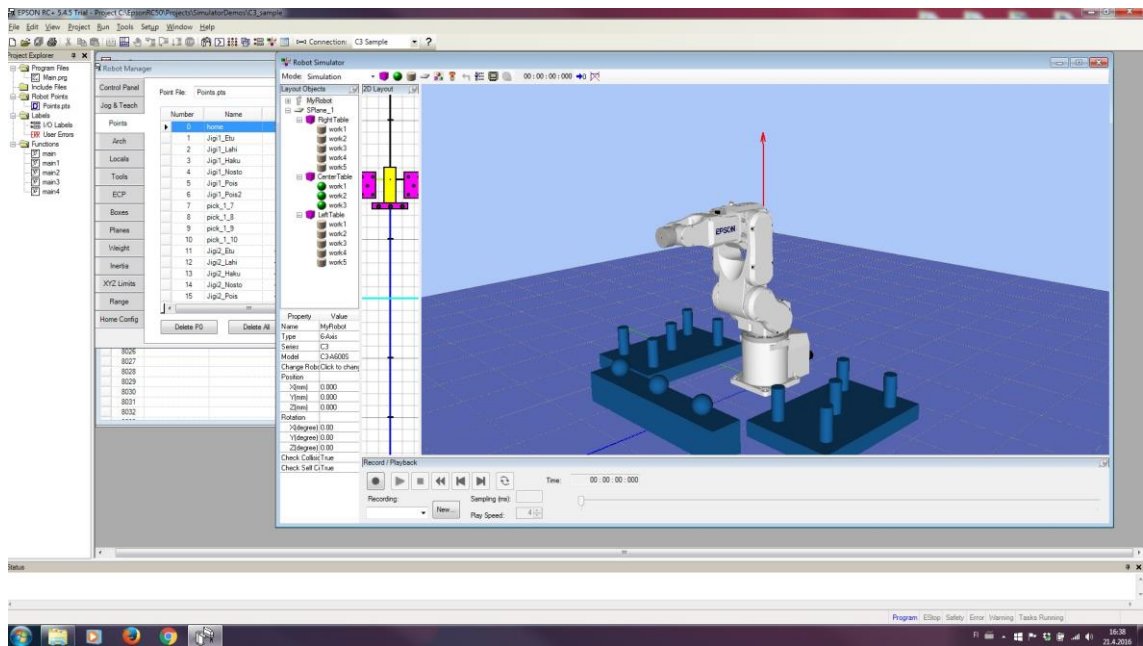 EPSON RC+ 5.4.5 Trial - Project C:\EpsonRC50\Projects\SimulatorDemos\C3_sample
File Edit View Project Run Tools Setup Window Help
Connection: C3 Sample ?
Project Explorer
Program Files
Main.prg
Include Files
Robot Points
Points.pts
Labels
I/O Labels
User Errors
Functions
main
main1
main2
main3
main4
Robot Manager
Control Panel
Jog & Teach
Points
Arch
Locals
Tools
ECP
Boxes
Planes
Weight
Inertia
XYZ Limits
Range
Home Config
Point File: Points.pts
Number Name
0 home
1 Jigi1_Etu
2 Jigi1_Lahi
3 Jigi1_Haku
4 Jigi1_Nosto
5 Jigi1_Pois
6 Jigi1_Pois2
7 pick_1_7
8 pick_1_8
9 pick_1_9
10 pick_1_10
11 Jigi2_Etu
12 Jigi2_Lahi
13 Jigi2_Haku
14 Jigi2_Nosto
15 Jigi2_Pois
Delete PG Delete All
8026
8027
8028
8029
8030
8031
8032
Robot Simulator
Mode: Simulation 00 : 00 : 00 : 000
Layout Objects
MyRobot
SPlane_1
RightTable
work1
work2
work3
work4
work5
CenterTable
work1
work2
work3
LeftTable
work1
work2
work3
work4
work5
Property Value
Name MyRobot
Type 6-Axis
Series C3
Model C3-A600S
Change Robo Click to chang
Position
X(mm) 0.000
Y(mm) 0.000
Z(mm) 0.000
Rotation
X(degree) 0.00
Y(degree) 0.00
Z(degree) 0.00
Check Collisi True
Check Self C True
2D Layout
EPSON
Record / Playback
Time: 00 : 00 : 00 : 000
Recording: New... Sampling (ms):
Play Speed: 4
Status
Program EStop Safety Error Warning Tasks Running
FI 16:38
21.4.2016